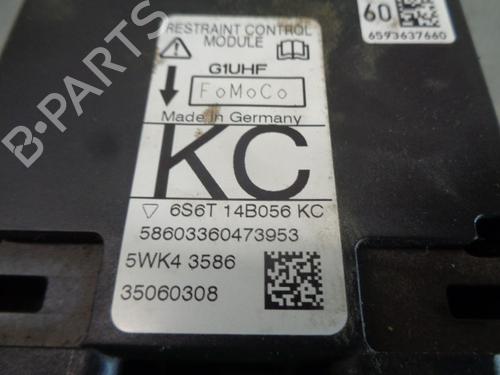 RESTRAINT CONTROL
MODULE
G1UHF
FoMoCo
Made in Germany
KC
6S6T 14B056 KC
58603360473953
5WK4 3586
35060308
60
6593637660
B-Parts